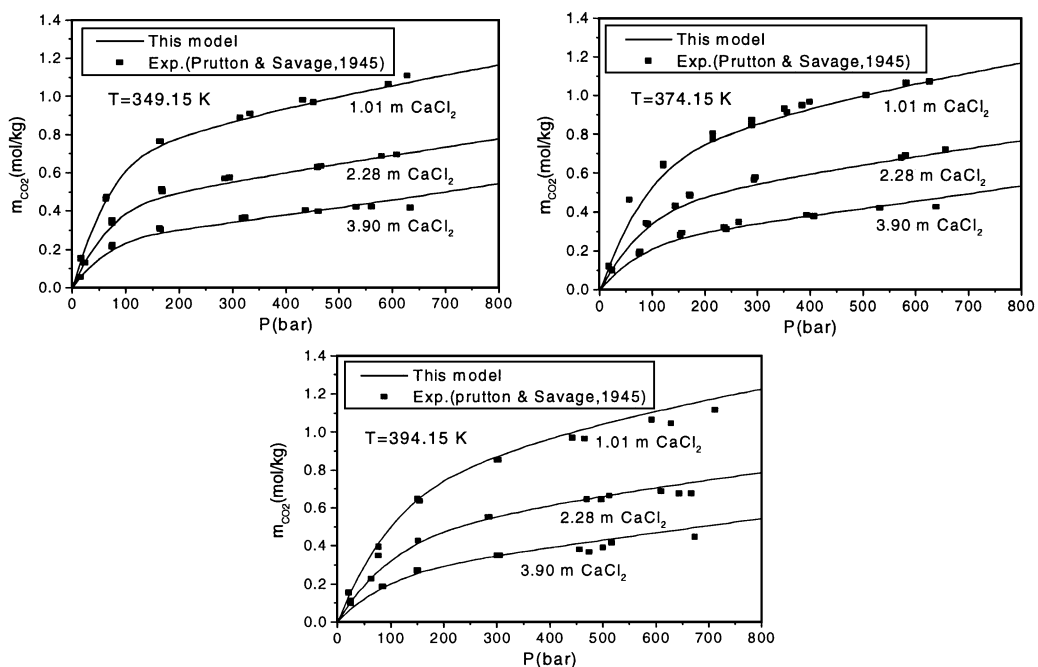 This model
Exp.(Prutton & Savage,1945)
T=349.15 K
1.01 m CaCl2
2.28 m CaCl2
3.90 m CaCl2
mCO2(mol/kg)
0.0 0.2 0.4 0.6 0.8 1.0 1.2 1.4
0 100 200 300 400 500 600 700 800
P(bar)
This model
Exp.(Prutton & Savage,1945)
T=374.15 K
1.01 m CaCl2
2.28 m CaCl2
3.90 m CaCl2
mCO2(mol/kg)
0.0 0.2 0.4 0.6 0.8 1.0 1.2 1.4
0 100 200 300 400 500 600 700 800
P(bar)
This model
Exp.(prutton & Savage,1945)
T=394.15 K
1.01 m CaCl2
2.28 m CaCl2
3.90 m CaCl2
mCO2(mol/kg)
0.0 0.2 0.4 0.6 0.8 1.0 1.2 1.4
0 100 200 300 400 500 600 700 800
P(bar)